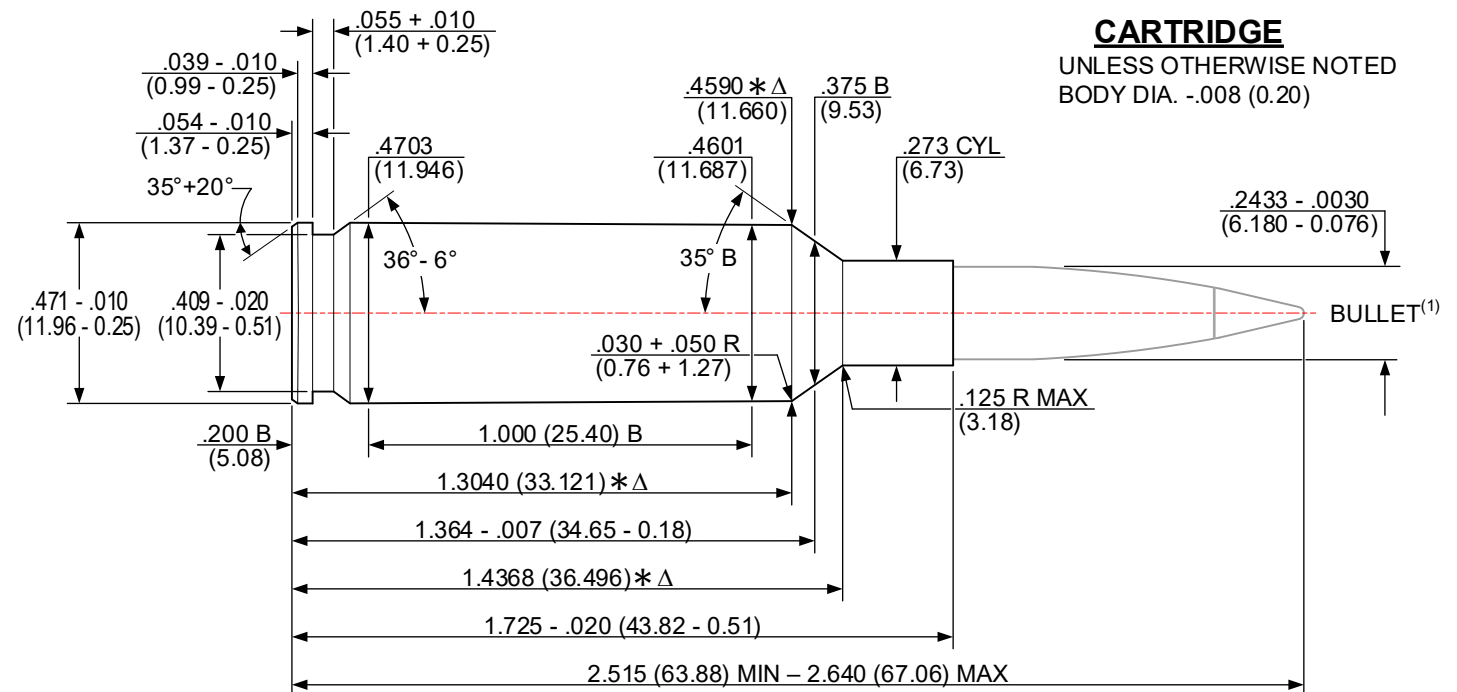 .055 + .010
(1.40 + 0.25)
CARTRIDGE
UNLESS OTHERWISE NOTED
BODY DIA. -.008 (0.20)
.039 - .010
(0.99 - 0.25)
.4590 * Δ
(11.660)
.375 B
(9.53)
.054 - .010
(1.37 - 0.25)
.4703
(11.946)
.4601
(11.687)
.273 CYL
(6.73)
35°+20°
.2433 - .0030
(6.180 - 0.076)
36°- 6°
35° B
.471 - .010
(11.96 - 0.25)
.409 - .020
(10.39 - 0.51)
BULLET(1)
.030 + .050 R
(0.76 + 1.27)
.125 R MAX
(3.18)
.200 B
(5.08)
1.000 (25.40) B
1.3040 (33.121) * Δ
1.364 - .007 (34.65 - 0.18)
1.4368 (36.496) * Δ
1.725 - .020 (43.82 - 0.51)
2.515 (63.88) MIN – 2.640 (67.06) MAX